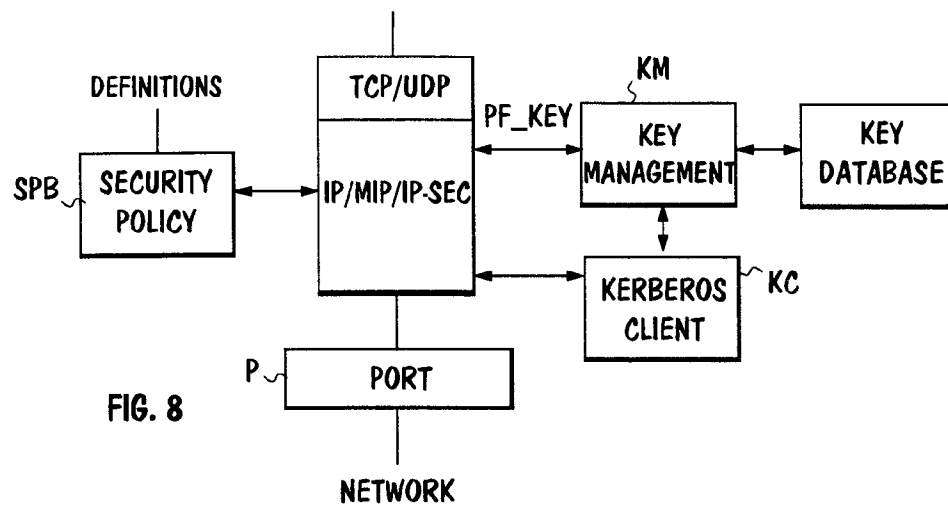 DEFINITIONS
SPB
SECURITY
POLICY
TCP/UDP
IP/MIP/IP-SEC
PF_KEY
KM
KEY
MANAGEMENT
KEY
DATABASE
KERBEROS
CLIENT
KC
P
PORT
FIG. 8
NETWORK